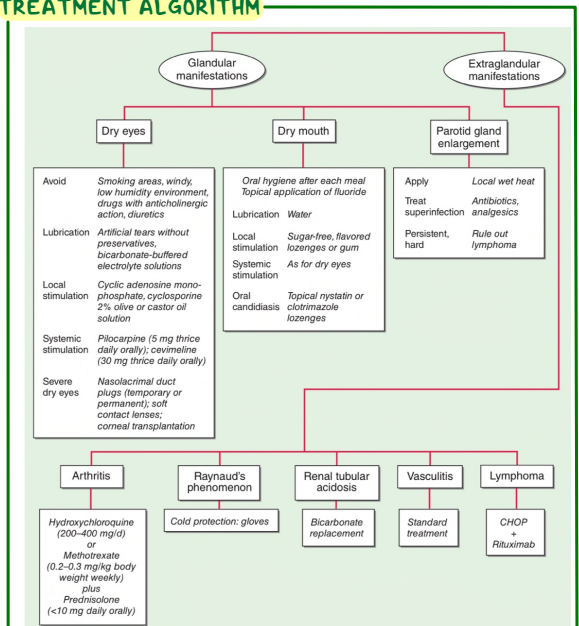 TREATMENT ALGORITHM
Glandular
manifestations
Extraglandular
manifestations
Dry eyes
Dry mouth
Parotid gland
enlargement
Avoid Smoking areas, windy,
low humidity environment,
drugs with anticholinergic
action, diuretics
Lubrication Artificial tears without
preservatives,
bicarbonate-buffered
electrolyte solutions
Local Cyclic adenosine mono-
stimulation phosphate, cyclosporine
2% olive or castor oil
solution
Systemic Pilocarpine (5 mg thrice
stimulation daily orally); cevimeline
(30 mg thrice daily orally)
Severe Nasolacrimal duct
dry eyes plugs (temporary or
permanent); soft
contact lenses;
corneal transplantation
Oral hygiene after each meal
Topical application of fluoride
Lubrication Water
Local Sugar-free, flavored
stimulation lozenges or gum
Systemic As for dry eyes
stimulation
Oral Topical nystatin or
candidiasis clotrimazole
lozenges
Apply Local wet heat
Treat Antibiotics,
superinfection analgesics
Persistent, Rule out
hard lymphoma
Arthritis
Raynaud's
phenomenon
Renal tubular
acidosis
Vasculitis
Lymphoma
Hydroxychloroquine
(200–400 mg/d)
or
Methotrexate
(0.2–0.3 mg/kg body
weight weekly)
plus
Prednisolone
(<10 mg daily orally)
Cold protection: gloves
Bicarbonate
replacement
Standard
treatment
CHOP
+
Rituximab